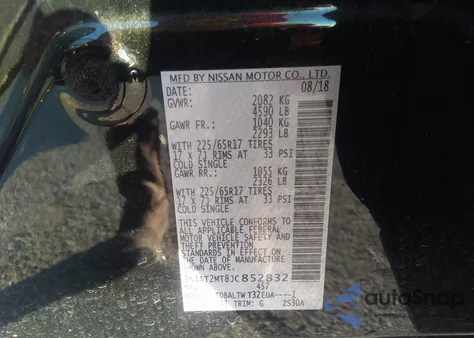 MFD BY NISSAN MOTOR CO., LTD.
DATE: 08/18
GVWR: 2082 KG
4590 LB
GAWR FR.: 1040 KG
2293 LB
WITH 225/65R17 TIRES
17 X 7J RIMS AT 33 PSI
COLD SINGLE
GAWR RR.: 1055 KG
2326 LB
WITH 225/65R17 TIRES
17 X 7J RIMS AT 33 PSI
COLD SINGLE
THIS VEHICLE CONFORMS TO
ALL APPLICABLE FEDERAL
MOTOR VEHICLE SAFETY AND
THEFT PREVENTION
STANDARDS IN EFFECT ON
THE DATE OF MANUFACTURE
SHOWN ABOVE.
AT2MT8JC852832
457
DBALTW T32EUA----I
TRIM: G ZS3DA
autoSnap